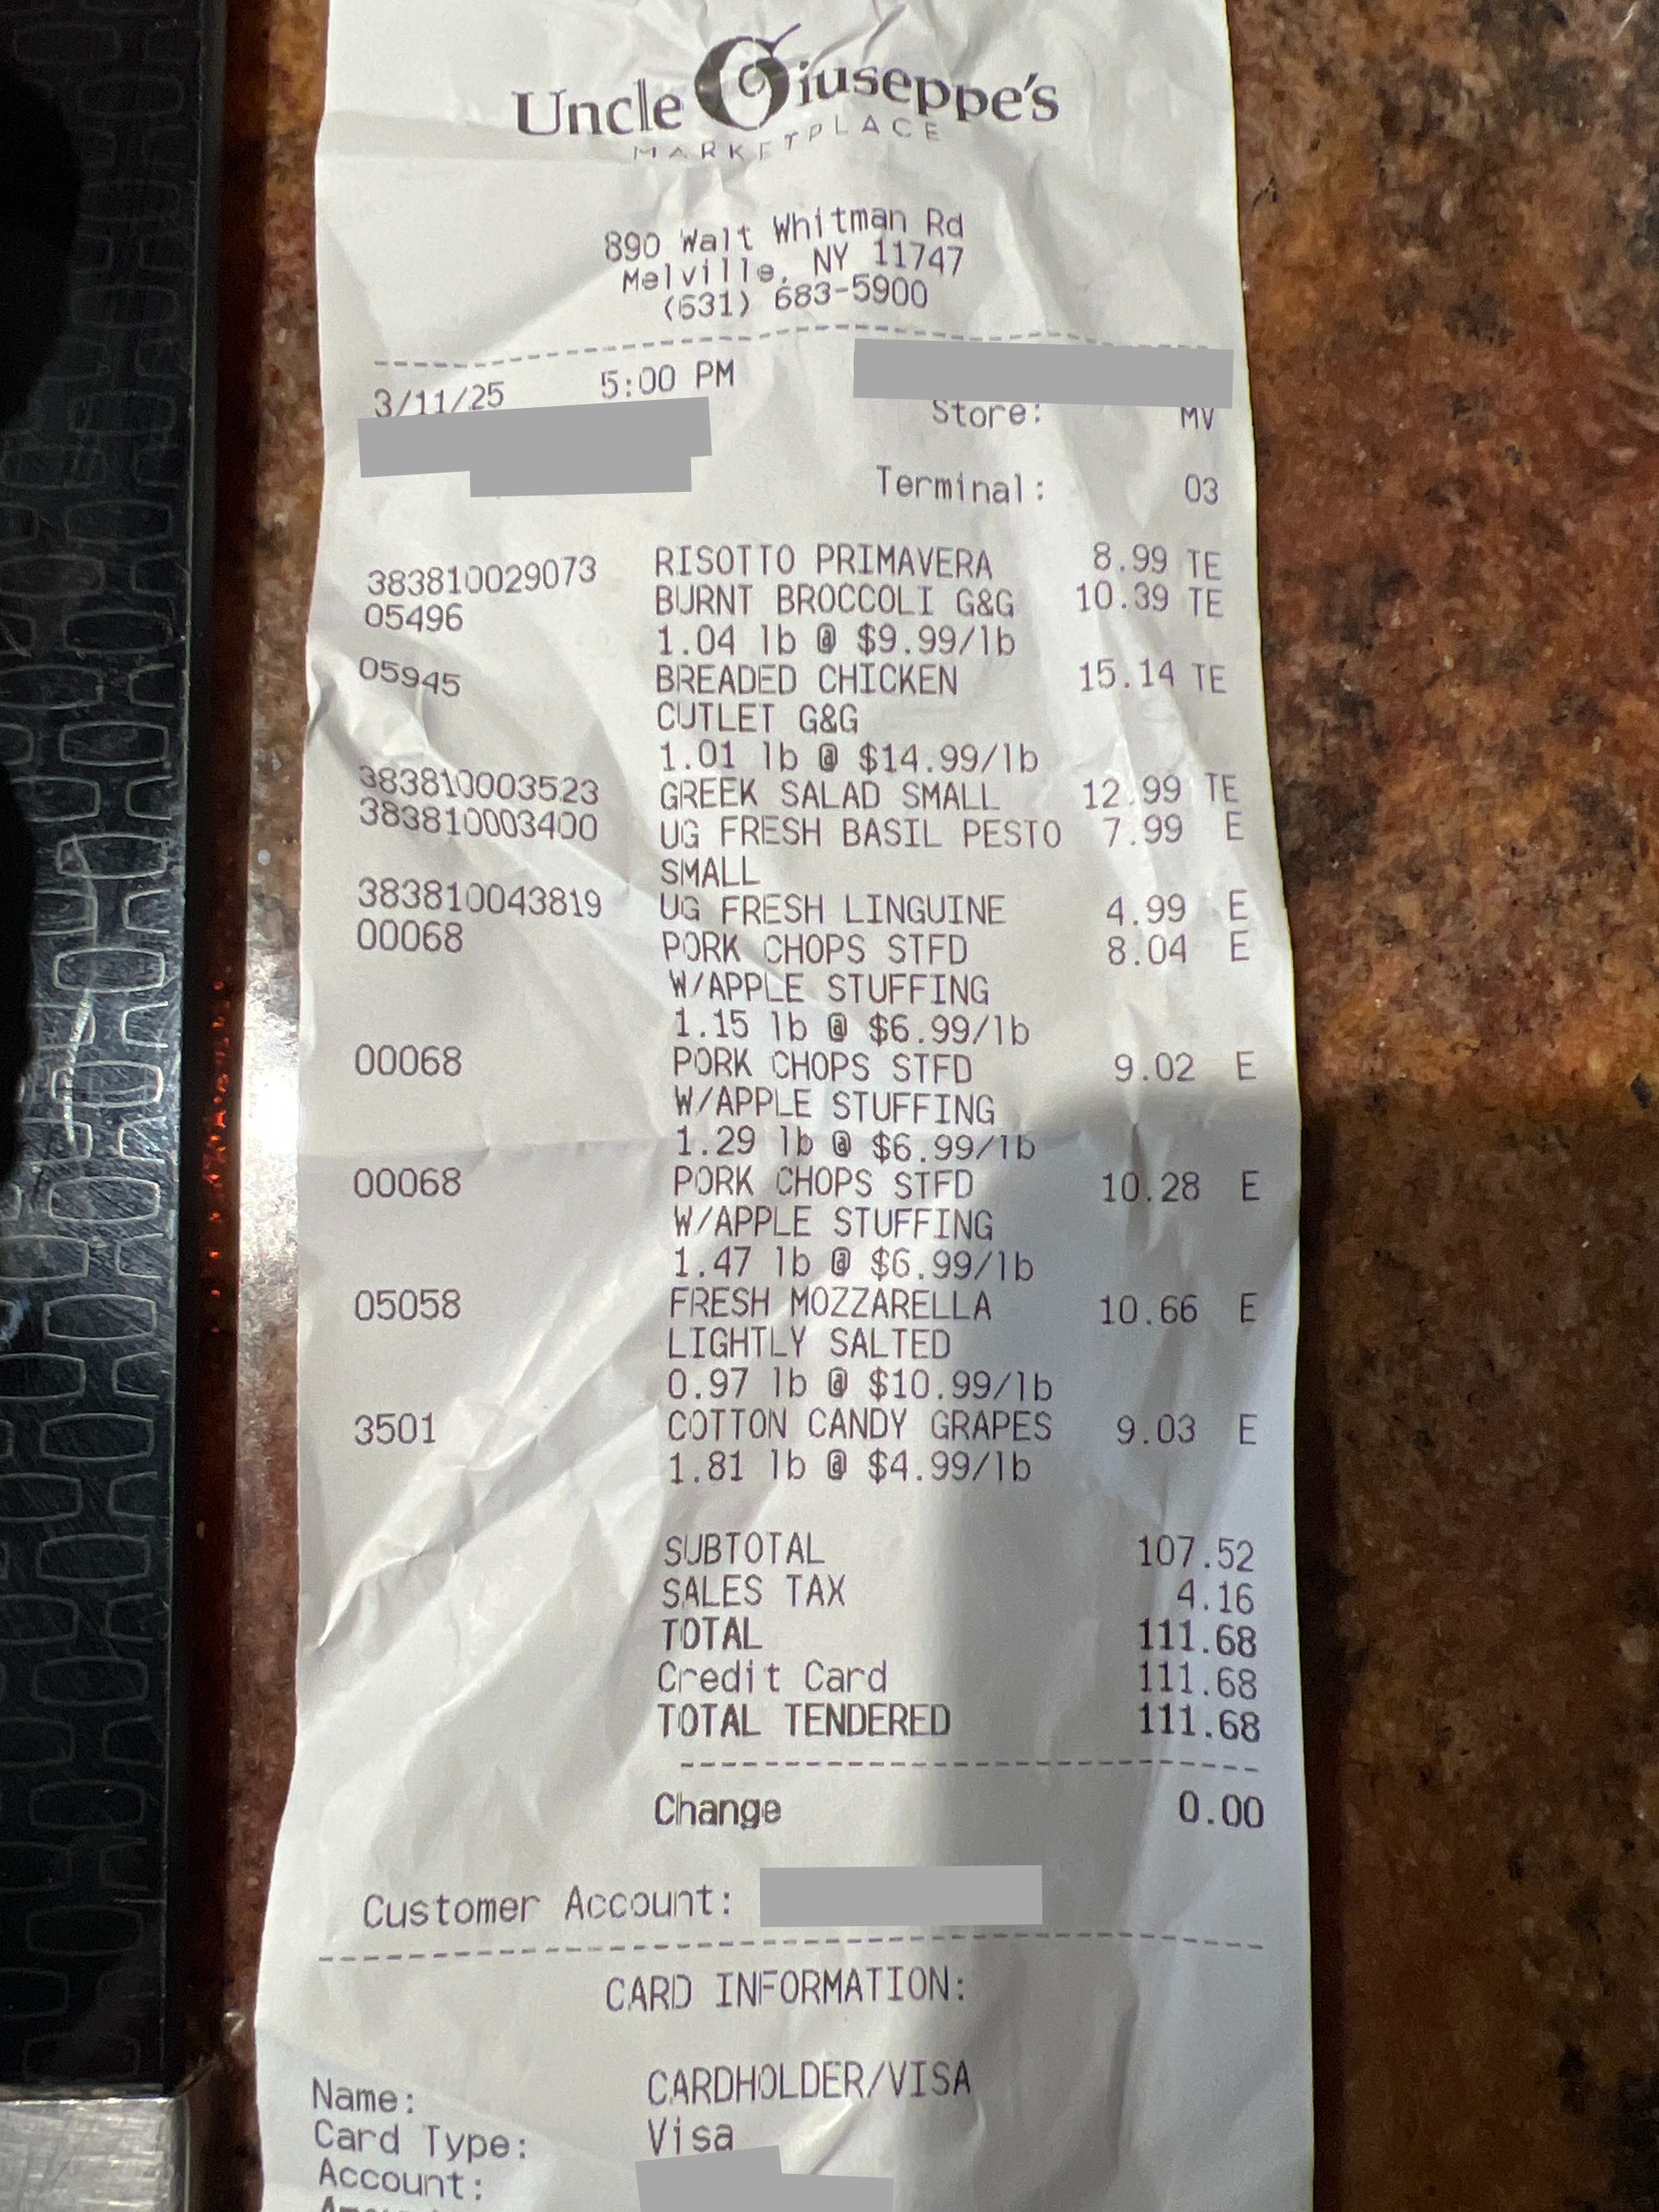 Uncle Giuseppe's
MARKETPLACE
890 Walt Whitman Rd
Melville, NY 11747
(631) 683-5900
3/11/25 5:00 PM
Store: MV
Terminal: 03
383810029073 RISOTTO PRIMAVERA 8.99 TE
05496 BURNT BROCCOLI G&G 10.39 TE
1.04 lb @ $9.99/lb
05945 BREADED CHICKEN 15.14 TE
CUTLET G&G
1.01 lb @ $14.99/lb
383810003523 GREEK SALAD SMALL 12.99 TE
383810003400 UG FRESH BASIL PESTO 7.99 E
SMALL
383810043819 UG FRESH LINGUINE 4.99 E
00068 PORK CHOPS STFD 8.04 E
W/APPLE STUFFING
1.15 lb @ $6.99/lb
00068 PORK CHOPS STFD 9.02 E
W/APPLE STUFFING
1.29 lb @ $6.99/lb
00068 PORK CHOPS STFD 10.28 E
W/APPLE STUFFING
1.47 lb @ $6.99/lb
05058 FRESH MOZZARELLA 10.66 E
LIGHTLY SALTED
0.97 lb @ $10.99/lb
3501 COTTON CANDY GRAPES 9.03 E
1.81 lb @ $4.99/lb
SUBTOTAL 107.52
SALES TAX 4.16
TOTAL 111.68
Credit Card 111.68
TOTAL TENDERED 111.68
Change 0.00
Customer Account:
CARD INFORMATION:
Name: CARDHOLDER/VISA
Card Type: Visa
Account: